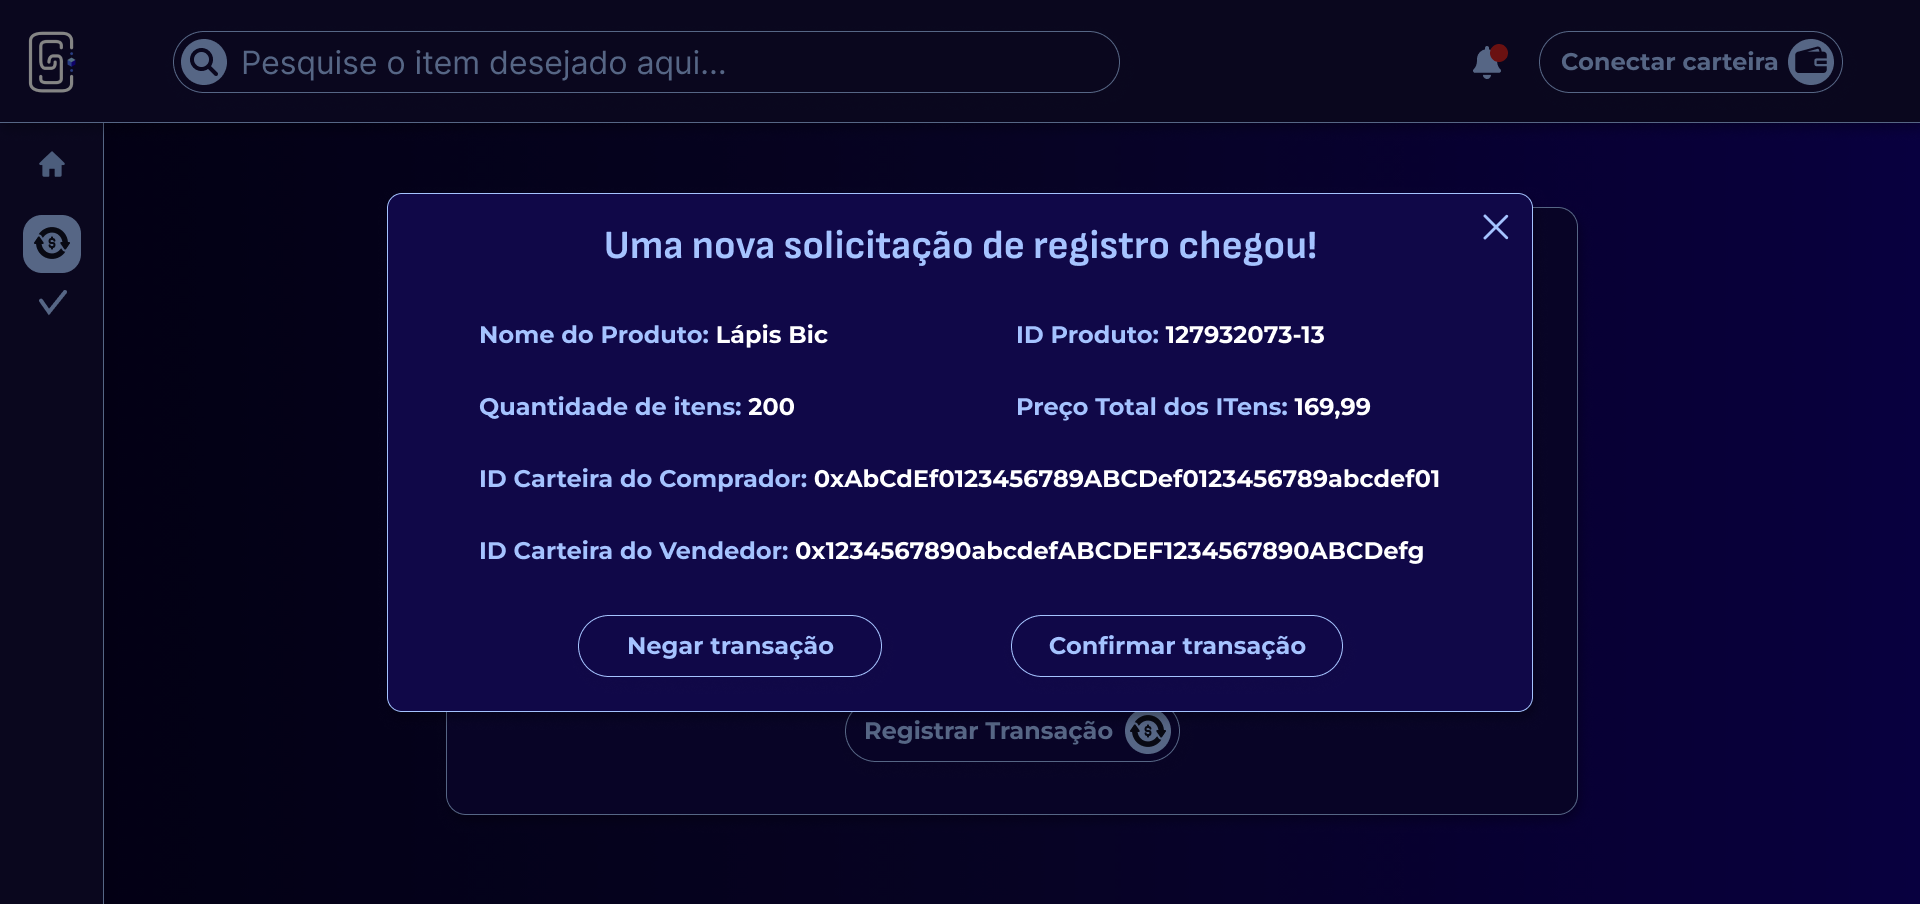 Pesquise o item desejado aqui...
Conectar carteira
Uma nova solicitação de registro chegou!
Nome do Produto: Lápis Bic
ID Produto: 127932073-13
Quantidade de itens: 200
Preço Total dos ITens: 169,99
ID Carteira do Comprador: 0xAbCdEf0123456789ABCDef0123456789abcdef01
ID Carteira do Vendedor: 0x1234567890abcdefABCDEF1234567890ABCDefg
Negar transação
Confirmar transação
Registrar Transação